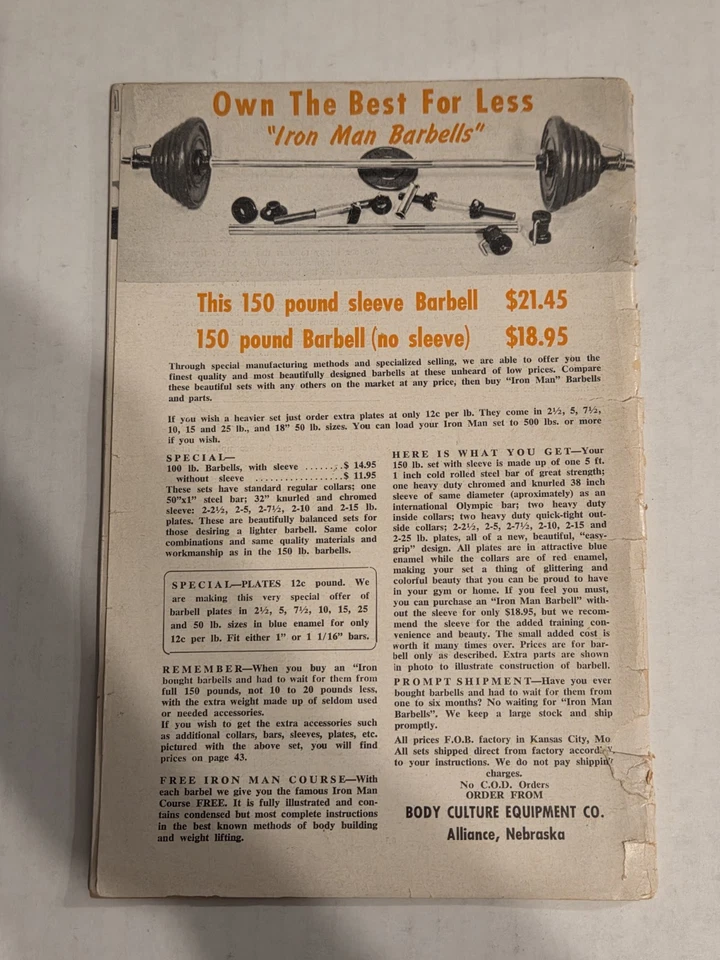 Own The Best For Less
"Iron Man Barbells"
This 150 pound sleeve Barbell $21.45
150 pound Barbell (no sleeve) $18.95
Through special manufacturing methods and specialized selling, we are able to offer you the
finest quality and most beautifully designed barbells at these unheard of low prices. Compare
these beautiful sets with any others on the market at any price, then buy "Iron Man" Barbells
and parts.
If you wish a heavier set just order extra plates at only 12c per lb. They come in 2½, 5, 7½,
10, 15 and 25 lb., and 18" 50 lb. sizes. You can load your Iron Man set to 500 lbs. or more
if you wish.
SPECIAL—
100 lb. Barbells, with sleeve .......$ 14.95
without sleeve ..................$ 11.95
These sets have standard regular collars; one
50"x1" steel bar; 32" knurled and chromed
sleeve: 2-2½, 2-5, 2-7½, 2-10 and 2-15 lb.
plates. These are beautifully balanced sets for
those desiring a lighter barbell. Same color
combinations and same quality materials and
workmanship as in the 150 lb. barbells.
SPECIAL—PLATES 12c pound. We
are making this very special offer of
barbell plates in 2½, 5, 7½, 10, 15, 25
and 50 lb. sizes in blue enamel for only
12c per lb. Fit either 1" or 1 1/16" bars.
REMEMBER—When you buy an "Iron
bought barbells and had to wait for them from
full 150 pounds, not 10 to 20 pounds less,
with the extra weight made up of seldom used
or needed accessories.
If you wish to get the extra accessories such
as additional collars, bars, sleeves, plates, etc.
pictured with the above set, you will find
prices on page 43.
FREE IRON MAN COURSE—With
each barbel we give you the famous Iron Man
Course FREE. It is fully illustrated and con-
tains condensed but most complete instructions
in the best known methods of body building
and weight lifting.
HERE IS WHAT YOU GET—Your
150 lb. set with sleeve is made up of one 5 ft.
1 inch cold rolled steel bar of great strength;
one heavy duty chromed and knurled 38 inch
sleeve of same diameter (aproximately) as an
international Olympic bar; two heavy duty
inside collars; two heavy duty quick-tight out-
side collars; 2-2½, 2-5, 2-7½, 2-10, 2-15 and
2-25 lb. plates, all of a new, beautiful, "easy-
grip" design. All plates are in attractive blue
enamel while the collars are of red enamel,
making your set a thing of glittering and
colorful beauty that you can be proud to have
in your gym or home. If you feel you must,
you can purchase an "Iron Man Barbell" with-
out the sleeve for only $18.95, but we recom-
mend the sleeve for the added training con-
venience and beauty. The small added cost is
worth it many times over. Prices are for bar-
bell only as described. Extra parts are shown
in photo to illustrate construction of barbell.
PROMPT SHIPMENT—Have you ever
bought barbells and had to wait for them from
one to six months? No waiting for "Iron Man
Barbells". We keep a large stock and ship
promptly.
All prices F.O.B. factory in Kansas City, Mo
All sets shipped direct from factory
to your instructions. We do not pay
charges.
No C.O.D. Orders
ORDER FROM
BODY CULTURE EQUIPMENT CO.
Alliance, Nebraska